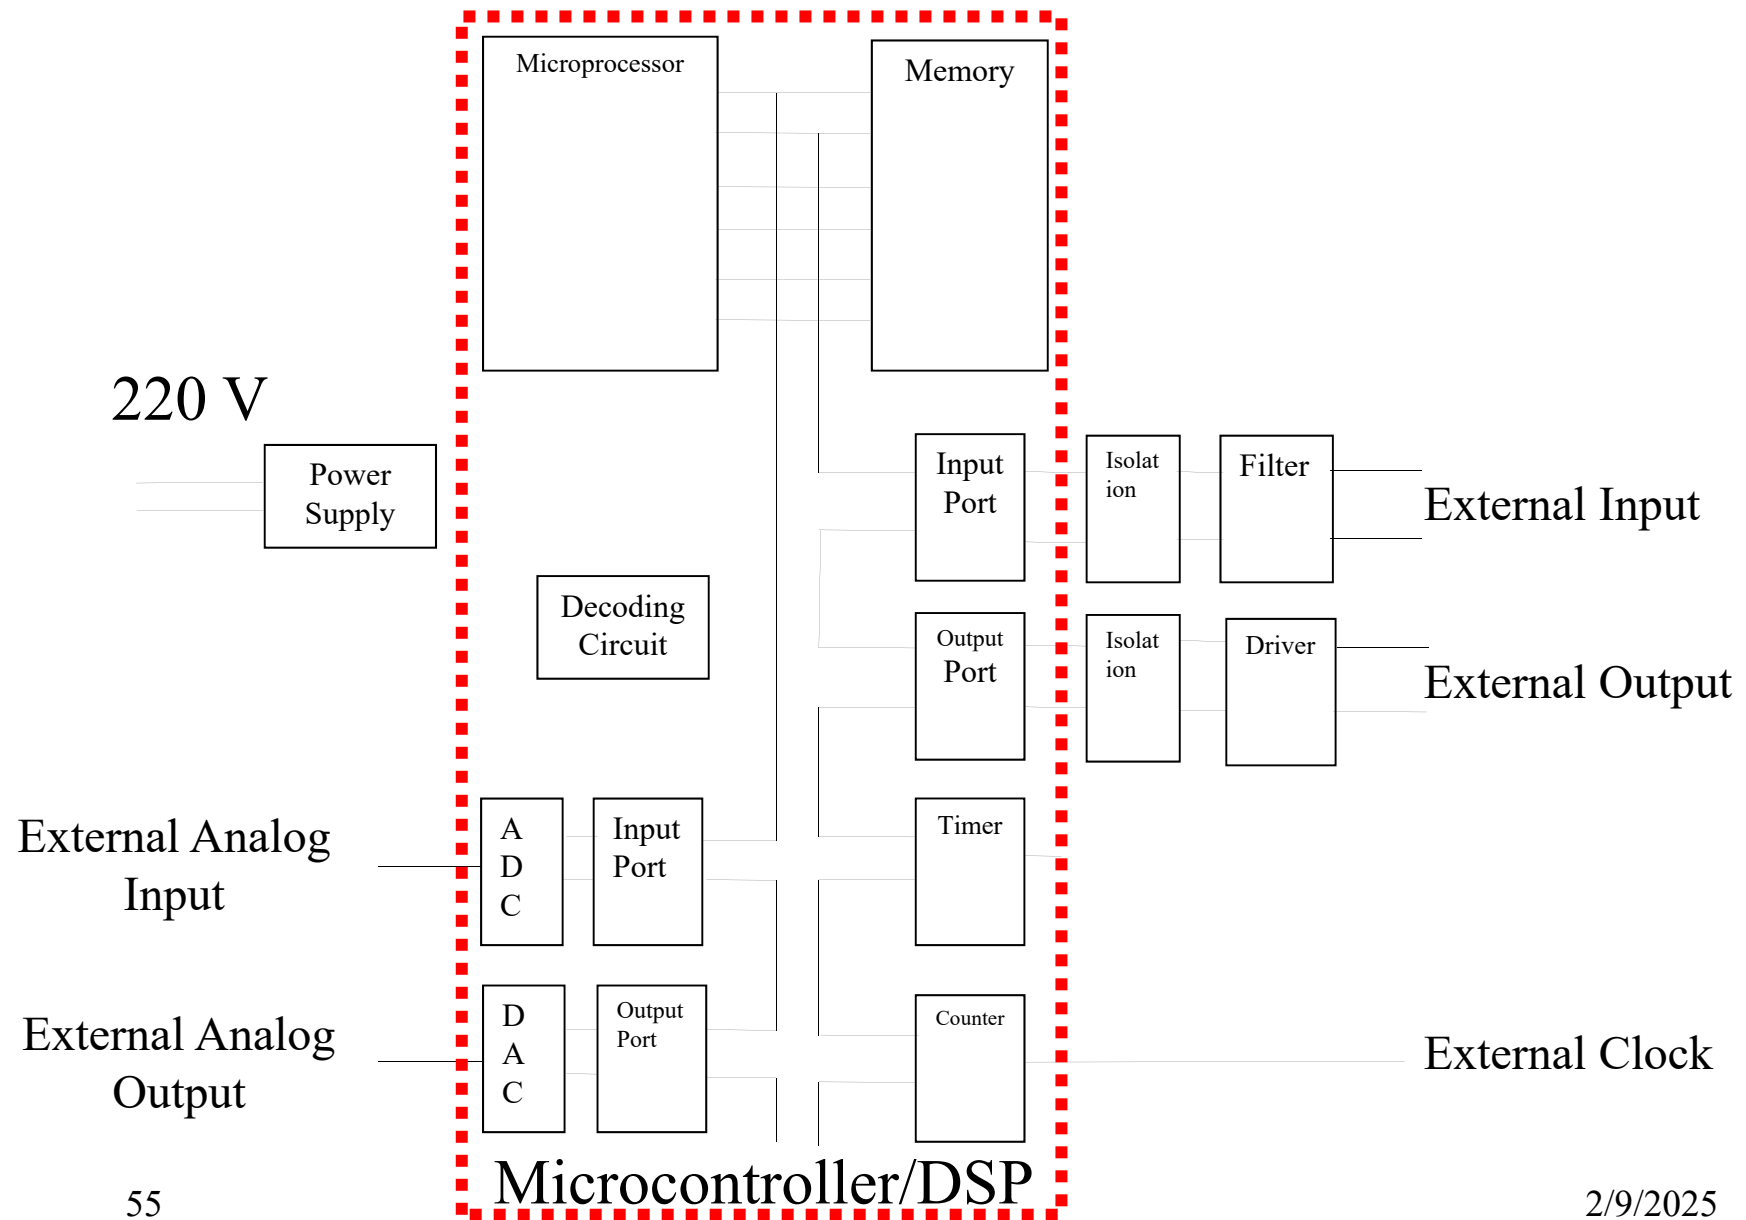 Microprocessor
Memory
220 V
Power
Supply
Input
Port
Isolat
ion
Filter
External Input
Decoding
Circuit
Output
Port
Isolat
ion
Driver
External Output
External Analog
Input
A
D
C
Input
Port
Timer
External Analog
Output
D
A
C
Output
Port
Counter
External Clock
Microcontroller/DSP
55
2/9/2025